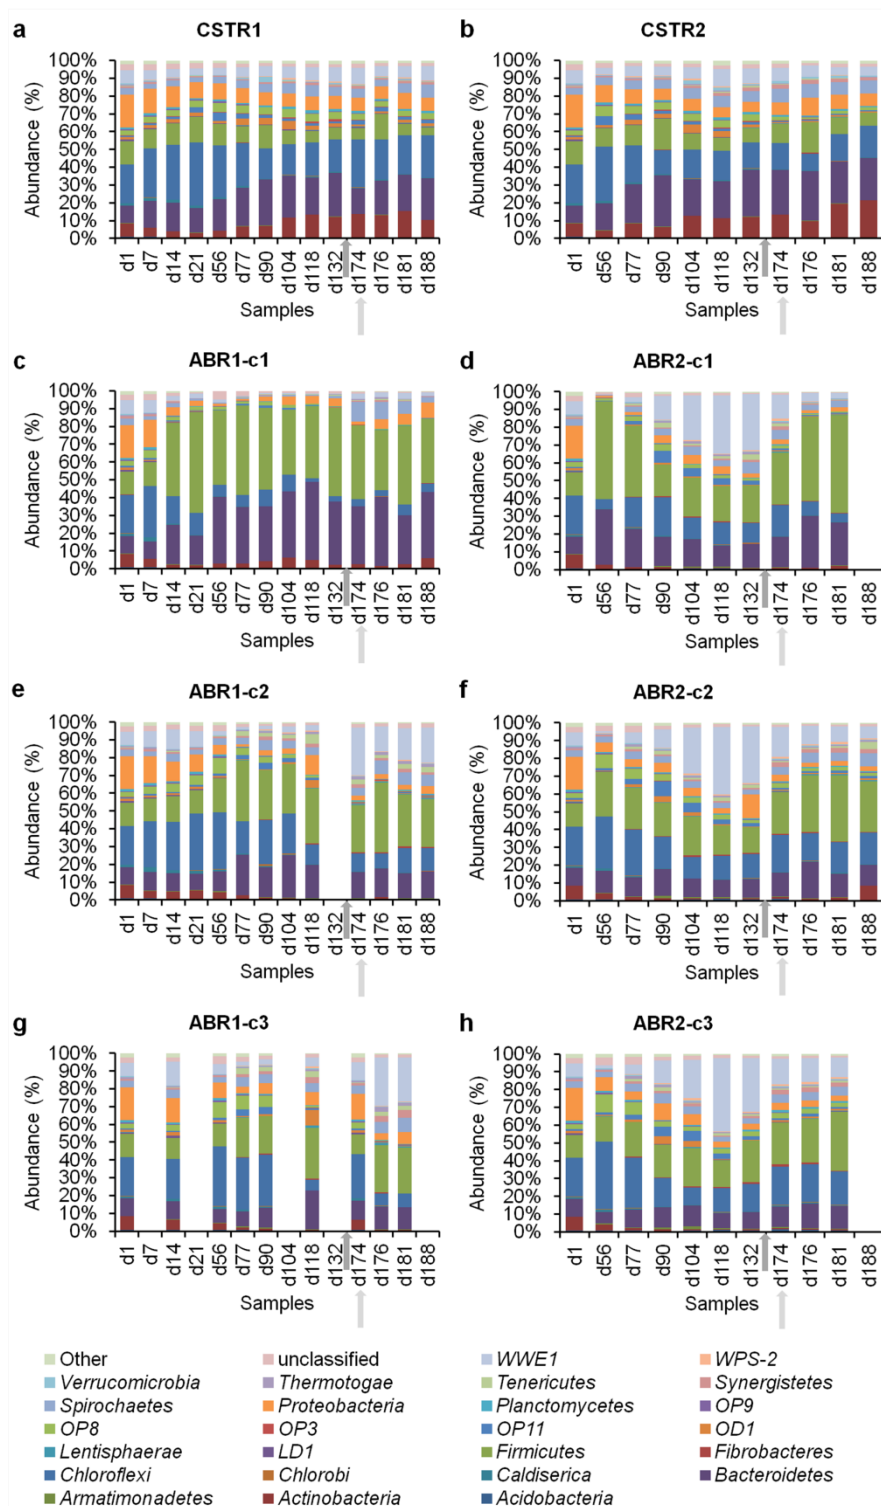 a CSTR1
b CSTR2
Abundance (%)
100%
90%
80%
70%
60%
50%
40%
30%
20%
10%
0%
d1 d7 d14 d21 d56 d77 d90 d104 d118 d132 d174 d176 d181 d188
Samples
Abundance (%)
100%
90%
80%
70%
60%
50%
40%
30%
20%
10%
0%
d1 d56 d77 d90 d104 d118 d132 d174 d176 d181 d188
Samples
c ABR1-c1
d ABR2-c1
Abundance (%)
100%
90%
80%
70%
60%
50%
40%
30%
20%
10%
0%
d1 d7 d14 d21 d56 d77 d90 d104 d118 d132 d174 d176 d181 d188
Samples
Abundance (%)
100%
90%
80%
70%
60%
50%
40%
30%
20%
10%
0%
d1 d56 d77 d90 d104 d118 d132 d174 d176 d181 d188
Samples
e ABR1-c2
f ABR2-c2
Abundance (%)
100%
90%
80%
70%
60%
50%
40%
30%
20%
10%
0%
d1 d7 d14 d21 d56 d77 d90 d104 d118 d132 d174 d176 d181 d188
Samples
Abundance (%)
100%
90%
80%
70%
60%
50%
40%
30%
20%
10%
0%
d1 d56 d77 d90 d104 d118 d132 d174 d176 d181 d188
Samples
g ABR1-c3
h ABR2-c3
Abundance (%)
100%
90%
80%
70%
60%
50%
40%
30%
20%
10%
0%
d1 d7 d14 d21 d56 d77 d90 d104 d118 d132 d174 d176 d181 d188
Samples
Abundance (%)
100%
90%
80%
70%
60%
50%
40%
30%
20%
10%
0%
d1 d56 d77 d90 d104 d118 d132 d174 d176 d181 d188
Samples
Other unclassified WWE1 WPS-2
Verrucomicrobia Thermotogae Tenericutes Synergistetes
Spirochaetes Proteobacteria Planctomycetes OP9
OP8 OP3 OP11 OD1
Lentisphaerae LD1 Firmicutes Fibrobacteres
Chloroflexi Chlorobi Caldiserica Bacteroidetes
Armatimonadetes Actinobacteria Acidobacteria